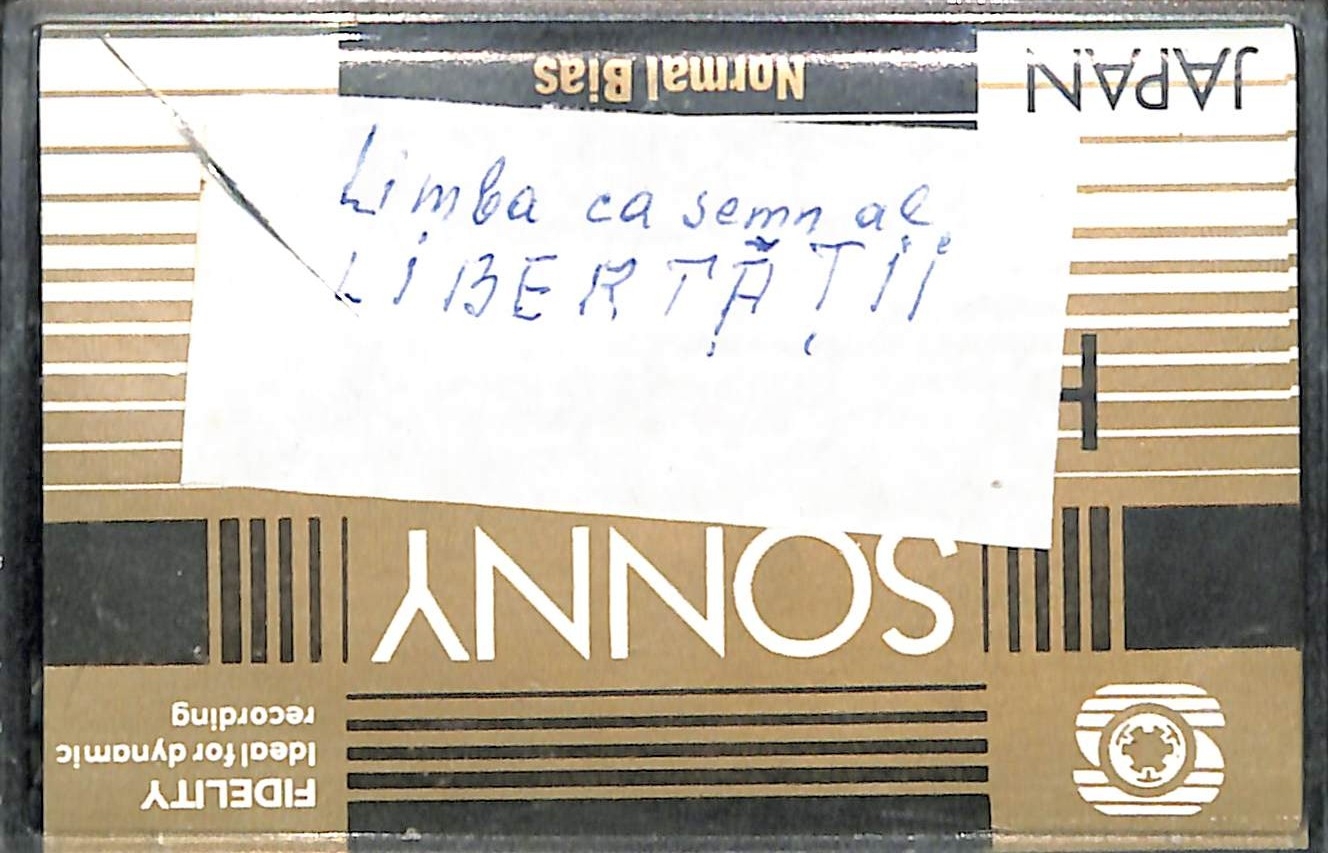 Normal Bias
JAPAN
Limba ca semn al
LIBERTĂȚII
SONNY
FIDELITY
Ideal for dynamic
recording